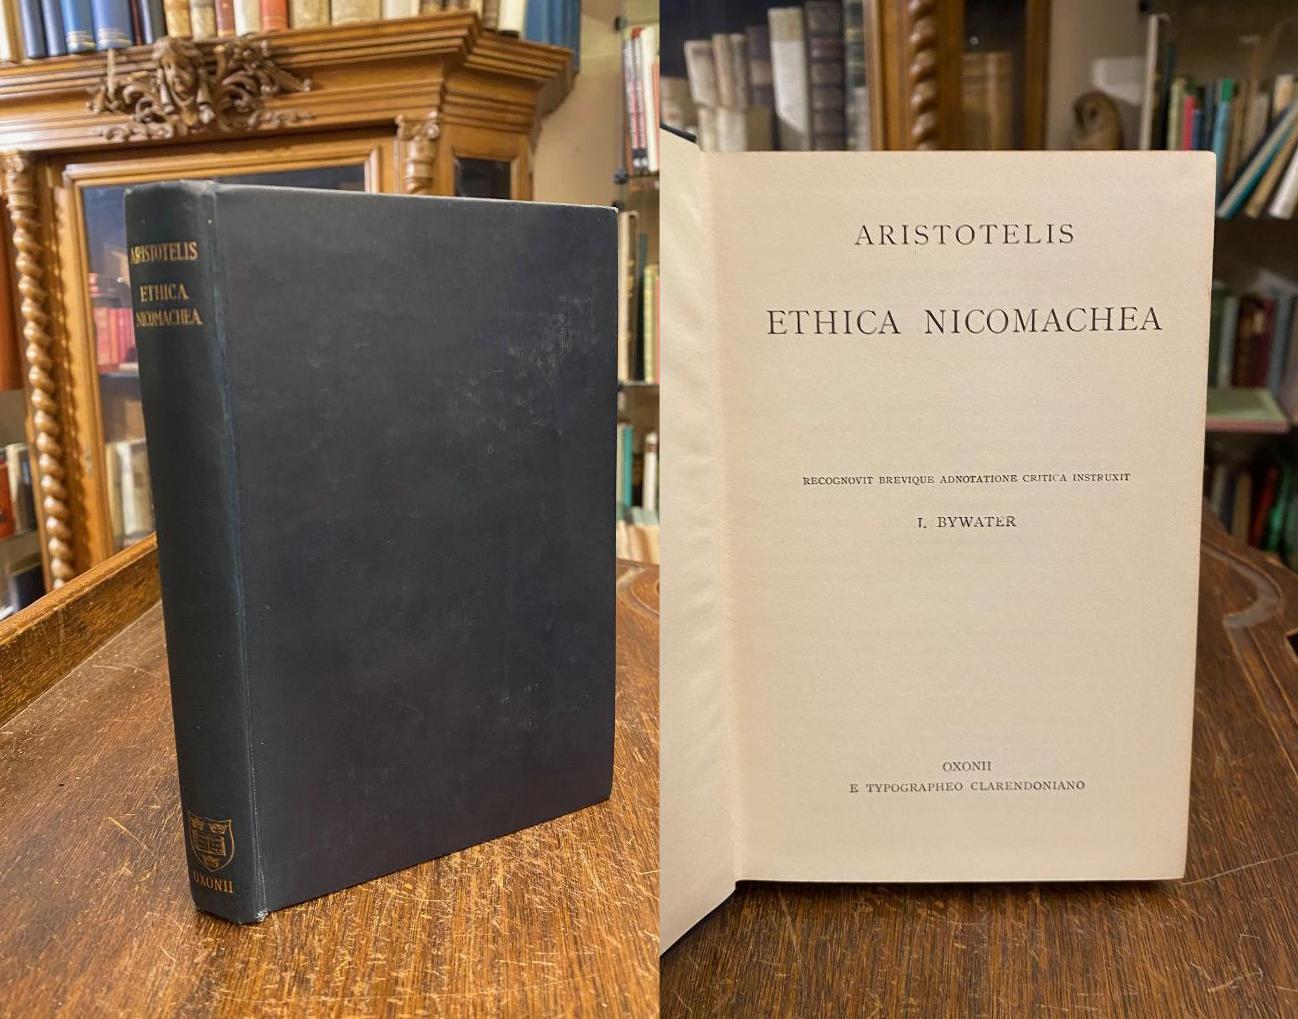 ARISTOTELIS
ETHICA
NICOMACHEA
OXONII
ARISTOTELIS
ETHICA NICOMACHEA
RECOGNOVIT BREVIQUE ADNOTATIONE CRITICA INSTRUXIT
I. BYWATER
OXONII
E TYPOGRAPHEO CLARENDONIANO